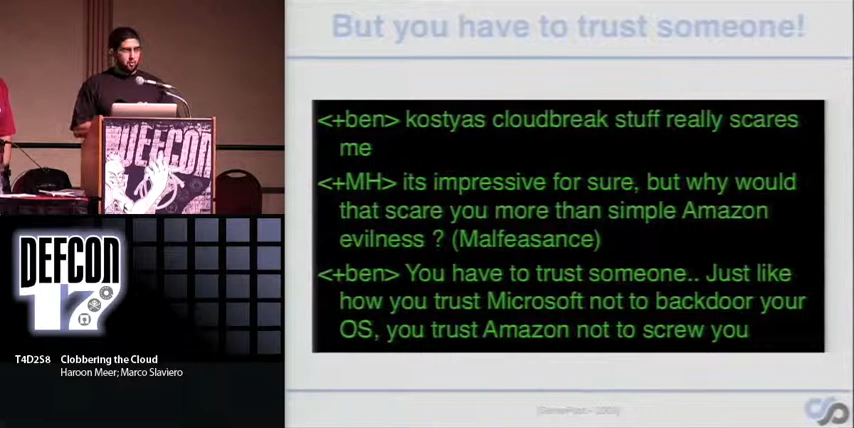 But you have to trust someone!
<+ben> kostyas cloudbreak stuff really scares
me
<+MH> its impressive for sure, but why would
that scare you more than simple Amazon
evilness ? (Malfeasance)
<+ben> You have to trust someone.. Just like
how you trust Microsoft not to backdoor your
OS, you trust Amazon not to screw you
DEFCON
DEFCON
17
T4D2S8 Clobbering the Cloud
Haroon Meer; Marco Slaviero